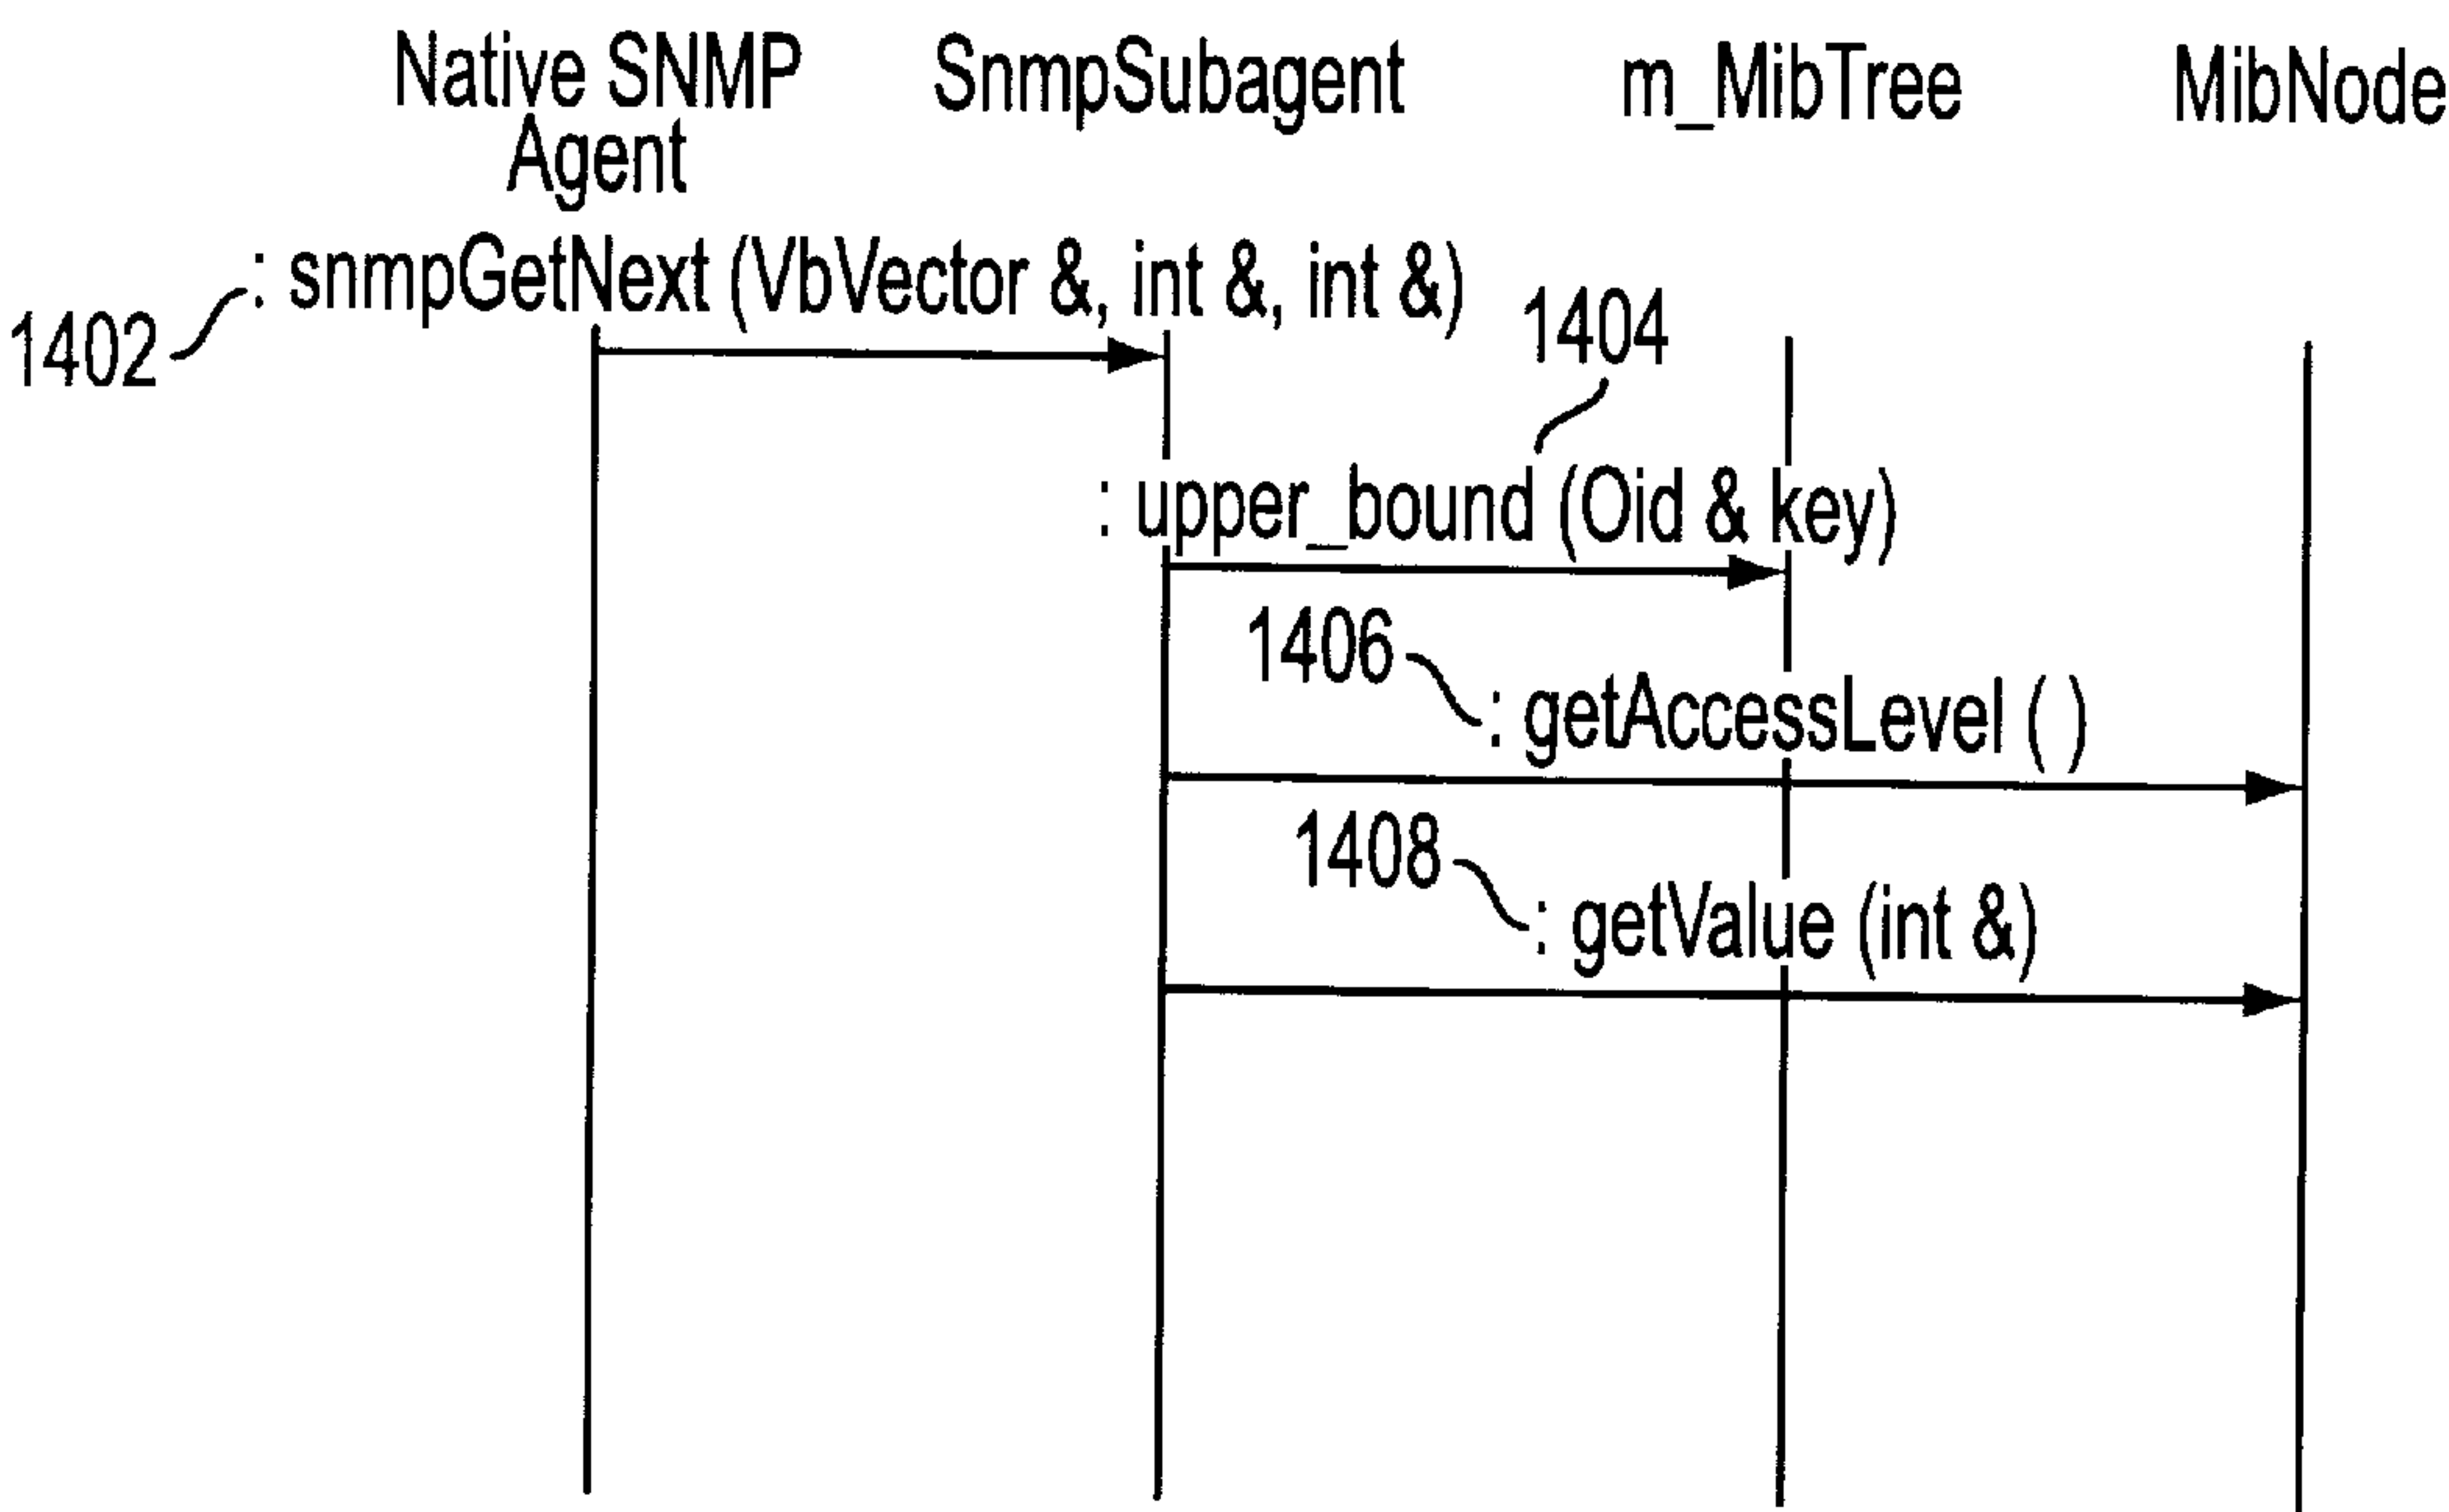 Native SNMP Agent
SnmpSubagent
m_MibTree
MibNode
: snmpGetNext (VbVector &, int &, int &)
1402
1404
: upper_bound (Oid & key)
1406
: getAccessLevel ( )
1408
: getValue (int &)